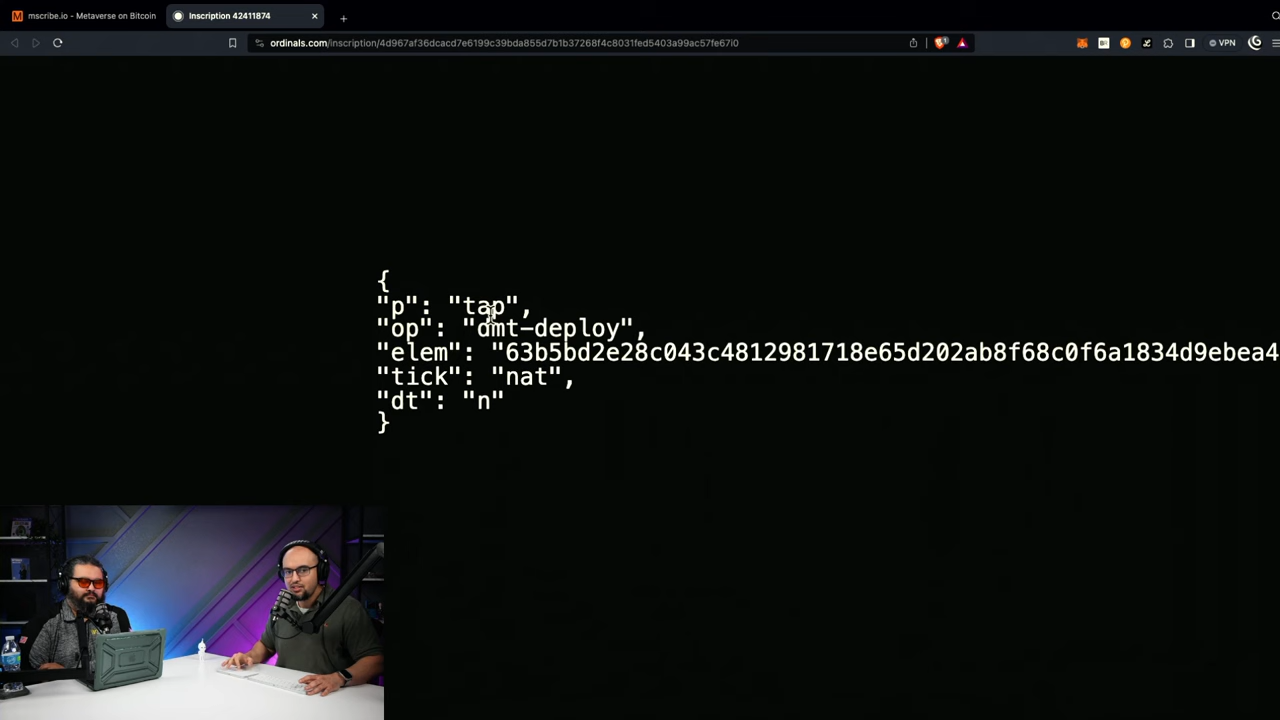 mscribe.io - Metaverse on Bitcoin
Inscription 42411874
ordinals.com/inscription/4d967af36dcacd7e6199c39bda855d7b1b37268f4c8031fed5403a99ac57fe67i0
VPN
{
"p": "tap",
"op": "dmt-deploy",
"elem": "63b5bd2e28c043c4812981718e65d202ab8f68c0f6a1834d9ebea4
"tick": "nat",
"dt": "n"
}